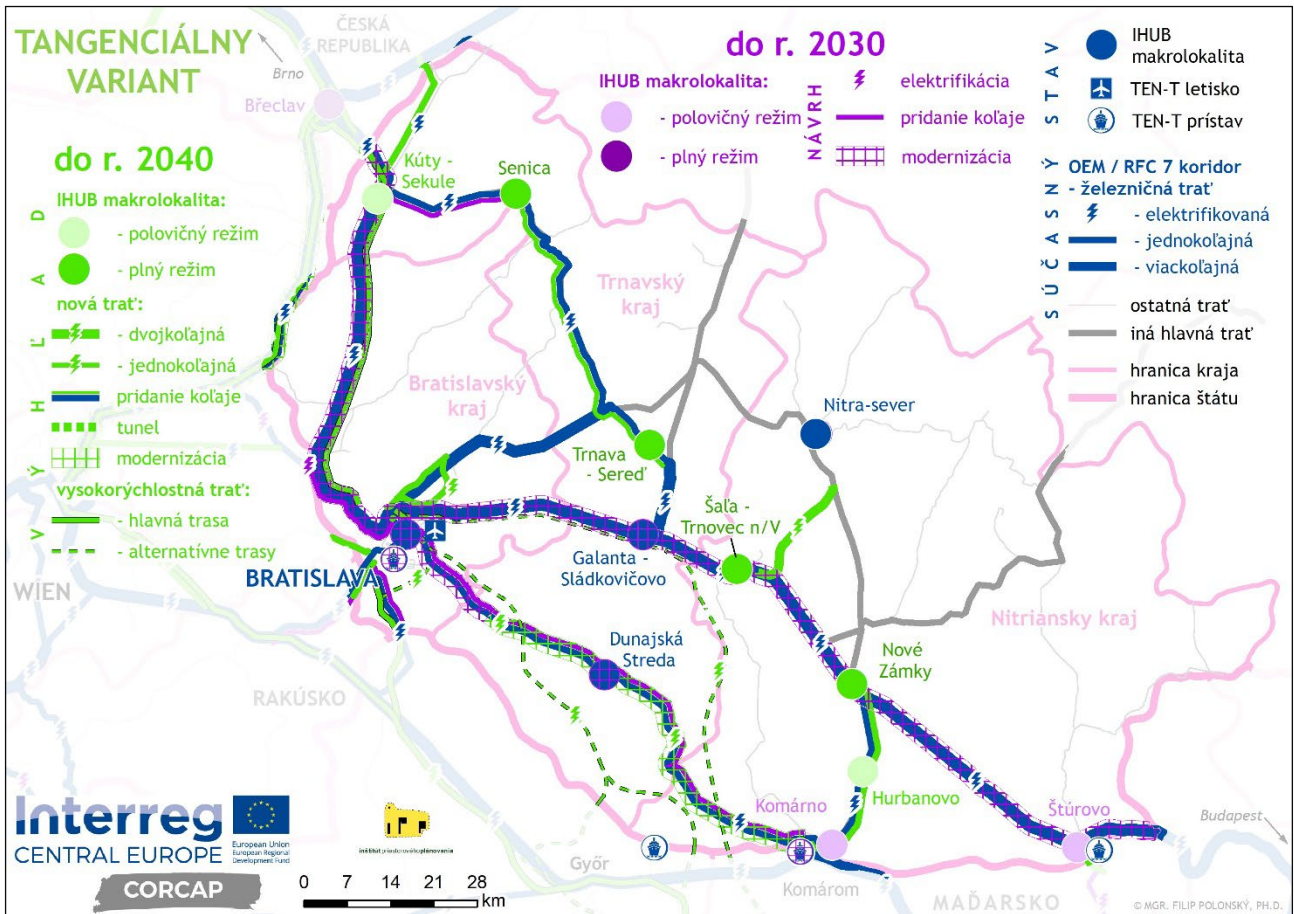 TANGENCIÁLNY
VARIANT
do r. 2040
IHUB makrolokalita:
- polovičný režim
- plný režim
nová trať:
- dvojkoľajná
- jednokoľajná
pridanie koľaje
tunel
modernizácia
vysokorýchlostná trať:
- hlavná trasa
- alternatívne trasy
VÝHĽAD
do r. 2030
IHUB makrolokalita:
- polovičný režim
- plný režim
NÁVRH
elektrifikácia
pridanie koľaje
modernizácia
SÚČASNÝ STAV
IHUB
makrolokalita
TEN-T letisko
TEN-T prístav
OEM / RFC 7 koridor
- železničná trať
- elektrifikovaná
- jednokoľajná
- viackoľajná
ostatná trať
iná hlavná trať
hranica kraja
hranica štátu
ČESKÁ
REPUBLIKA
Brno
Břeclav
Kúty -
Sekule
Senica
Trnavský
kraj
Bratislavský
kraj
Nitra-sever
Trnava
- Sereď
Šaľa -
Trnovec n/V
Galanta -
Sládkovičovo
BRATISLAVA
WIEN
Nitriansky kraj
Dunajská
Streda
Nové
Zámky
RAKÚSKO
Hurbanovo
Komárno
Štúrovo
Budapest
Győr
Komárom
MAĎARSKO
Interreg
CENTRAL EUROPE
European Union
European Regional
Development Fund
CORCAP
inštitút priestorového plánovania
0 7 14 21 28
km
© MGR. FILIP POLONSKÝ, PH.D.